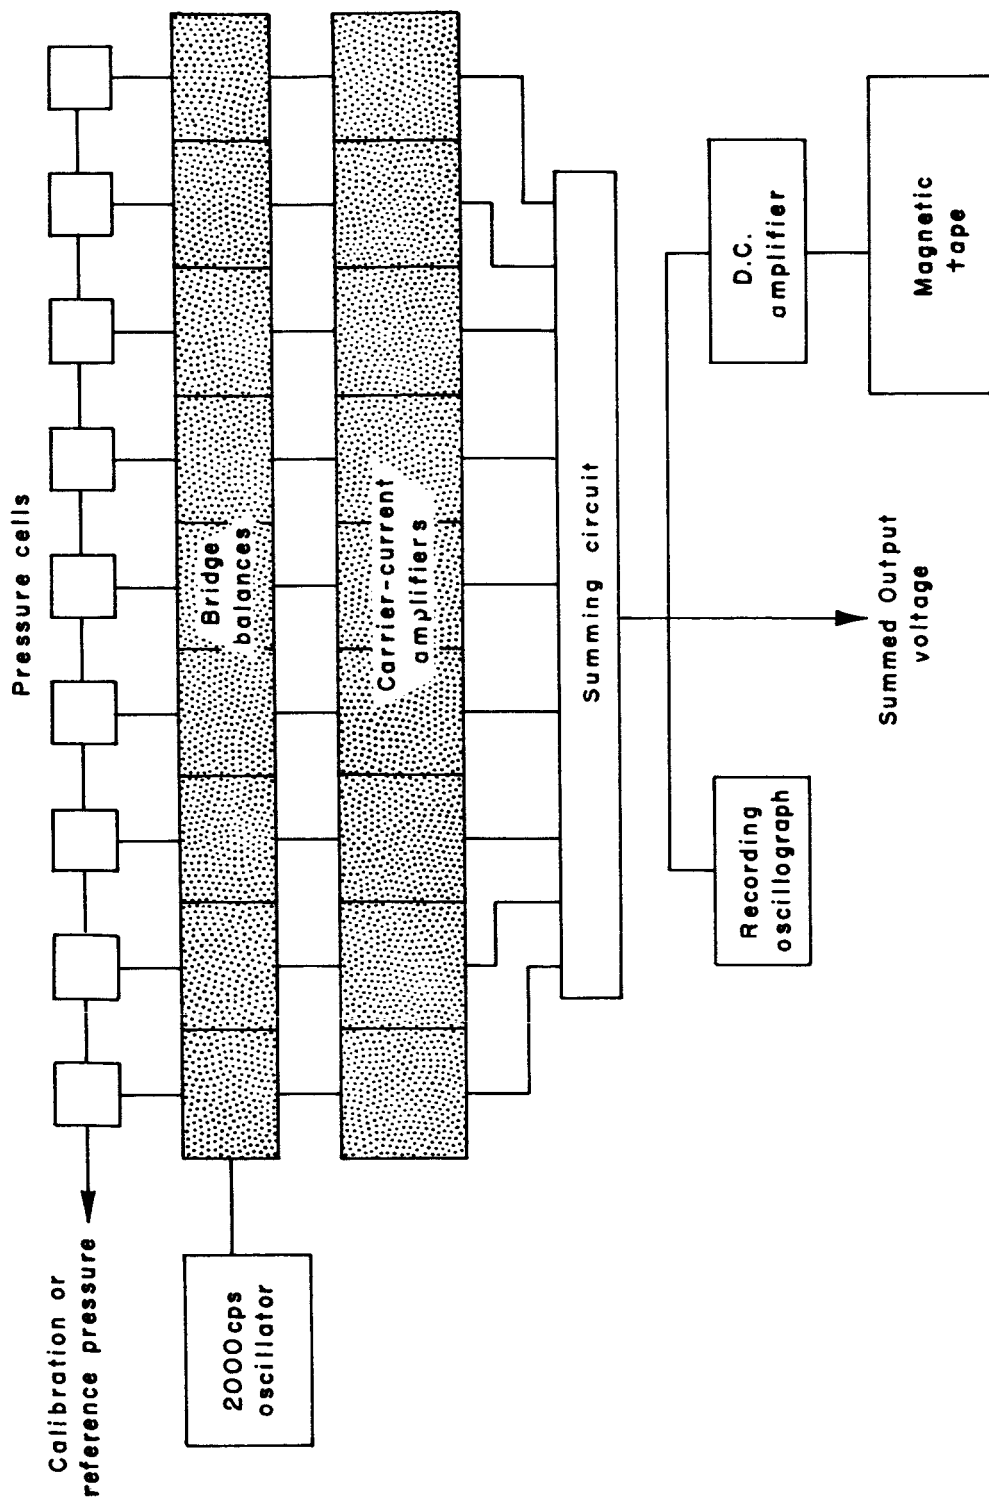 Pressure cells
Calibration or
reference pressure
2000cps
oscillator
Bridge
balances
Carrier-current
amplifiers
Summing circuit
Recording
oscillograph
Summed Output
voltage
D.C.
amplifier
Magnetic
tape